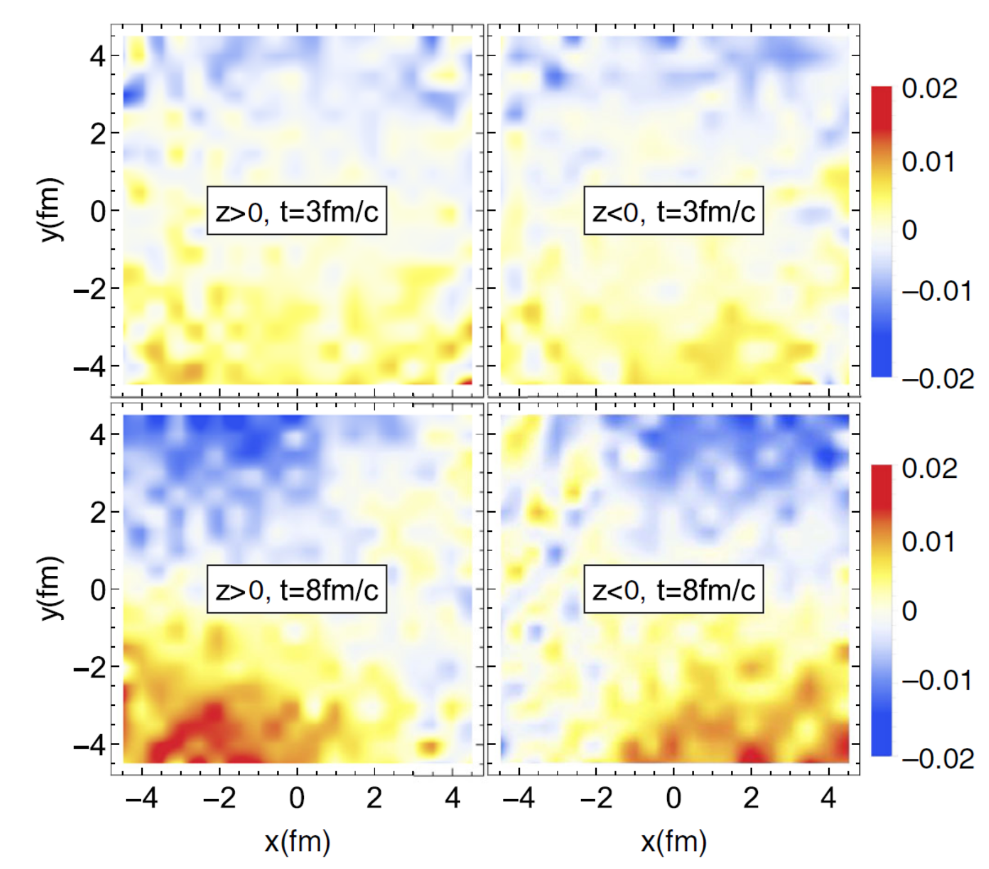 4
2
0
−2
−4
y(fm)
z>0, t=3fm/c
z<0, t=3fm/c
0.02
0.01
0
−0.01
−0.02
4
2
0
−2
−4
y(fm)
z>0, t=8fm/c
z<0, t=8fm/c
0.02
0.01
0
−0.01
−0.02
−4 −2 0 2 4
−4 −2 0 2 4
x(fm)
x(fm)